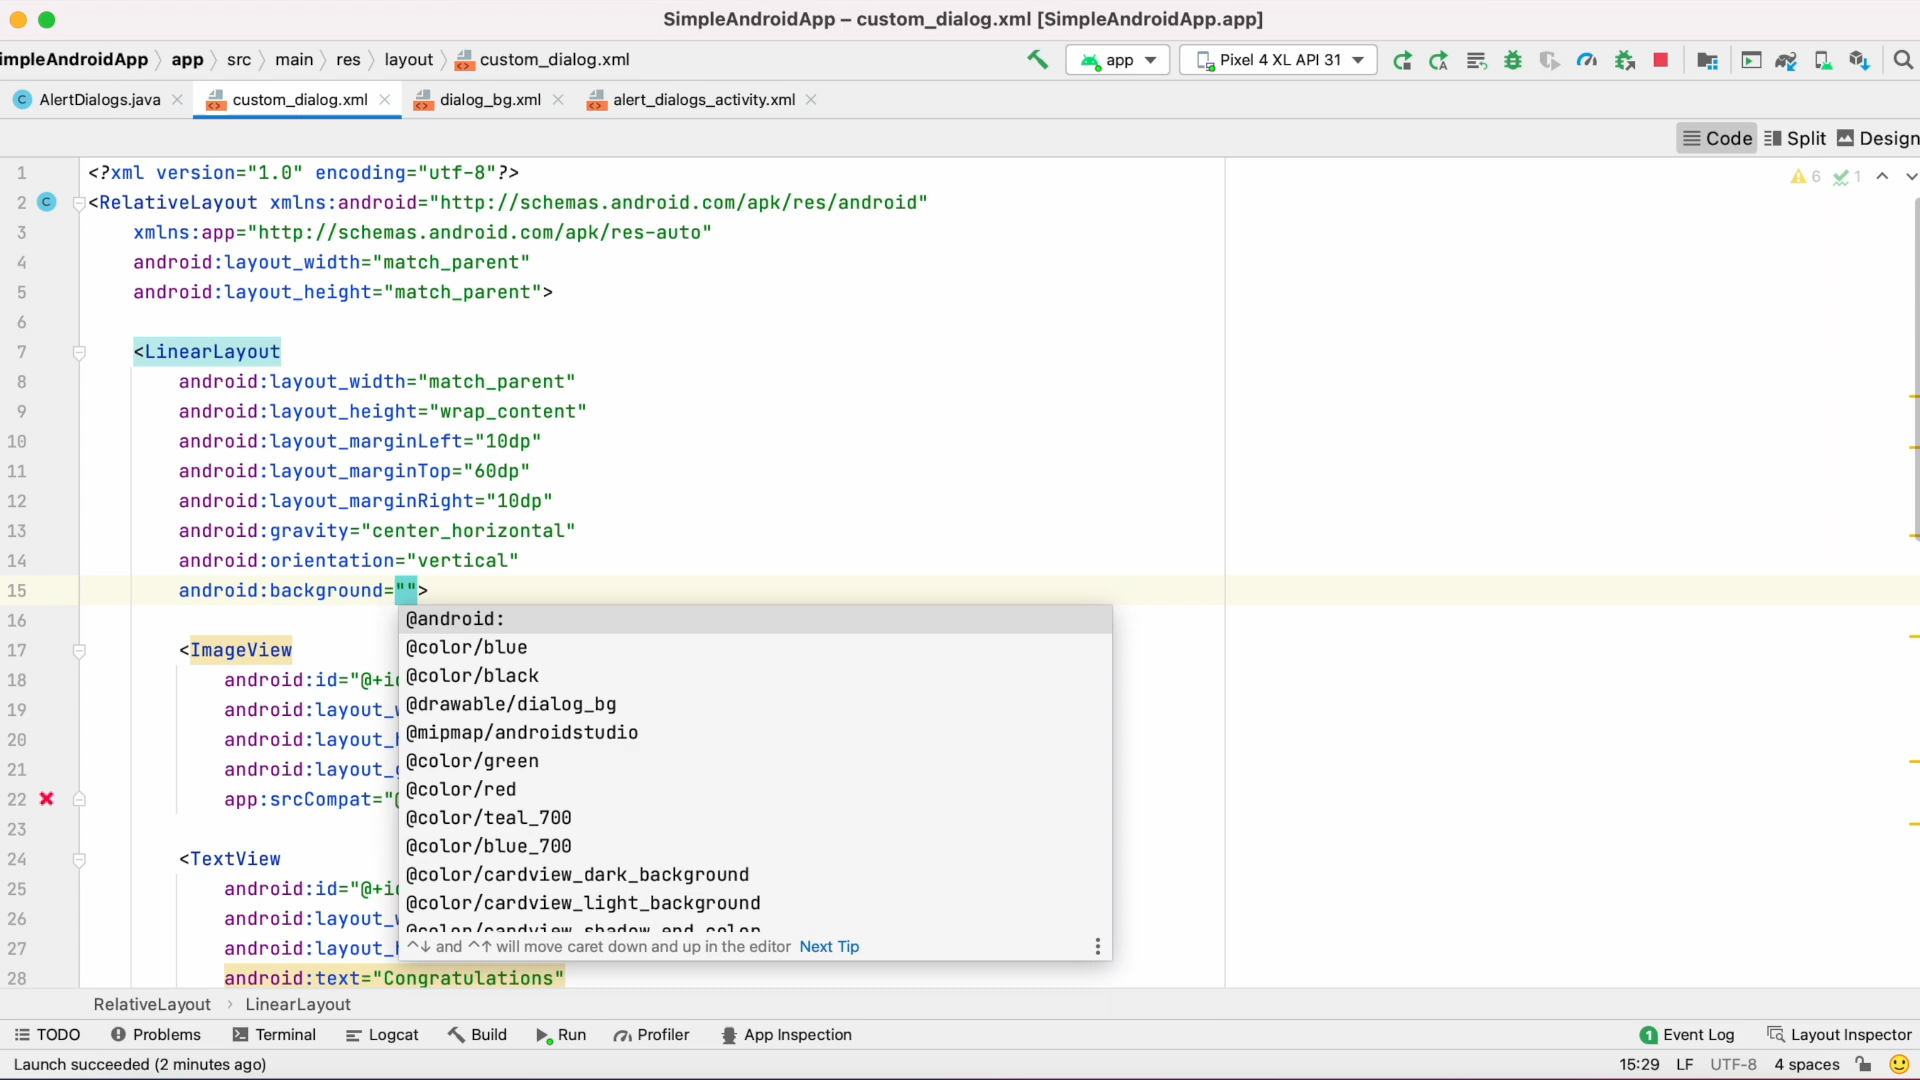 SimpleAndroidApp – custom_dialog.xml [SimpleAndroidApp.app]
impleAndroidApp app src main res layout custom_dialog.xml app Pixel 4 XL API 31
AlertDialogs.java custom_dialog.xml dialog_bg.xml alert_dialogs_activity.xml
Code Split Design
6 1
1 <?xml version="1.0" encoding="utf-8"?>
2 <RelativeLayout xmlns:android="http://schemas.android.com/apk/res/android"
3 xmlns:app="http://schemas.android.com/apk/res-auto"
4 android:layout_width="match_parent"
5 android:layout_height="match_parent">
6
7 <LinearLayout
8 android:layout_width="match_parent"
9 android:layout_height="wrap_content"
10 android:layout_marginLeft="10dp"
11 android:layout_marginTop="60dp"
12 android:layout_marginRight="10dp"
13 android:gravity="center_horizontal"
14 android:orientation="vertical"
15 android:background="">
16
17 <ImageView
18 android:id="@+i
19 android:layout_
20 android:layout_
21 android:layout_
22 app:srcCompat="
23
24 <TextView
25 android:id="@+i
26 android:layout_
27 android:layout_
28 android:text="Congratulations"
@android:
@color/blue
@color/black
@drawable/dialog_bg
@mipmap/androidstudio
@color/green
@color/red
@color/teal_700
@color/blue_700
@color/cardview_dark_background
@color/cardview_light_background
@color/cardview_shadow_end_color
^↓ and ^↑ will move caret down and up in the editor Next Tip
RelativeLayout › LinearLayout
TODO Problems Terminal Logcat Build Run Profiler App Inspection 1 Event Log Layout Inspector
Launch succeeded (2 minutes ago) 15:29 LF UTF-8 4 spaces